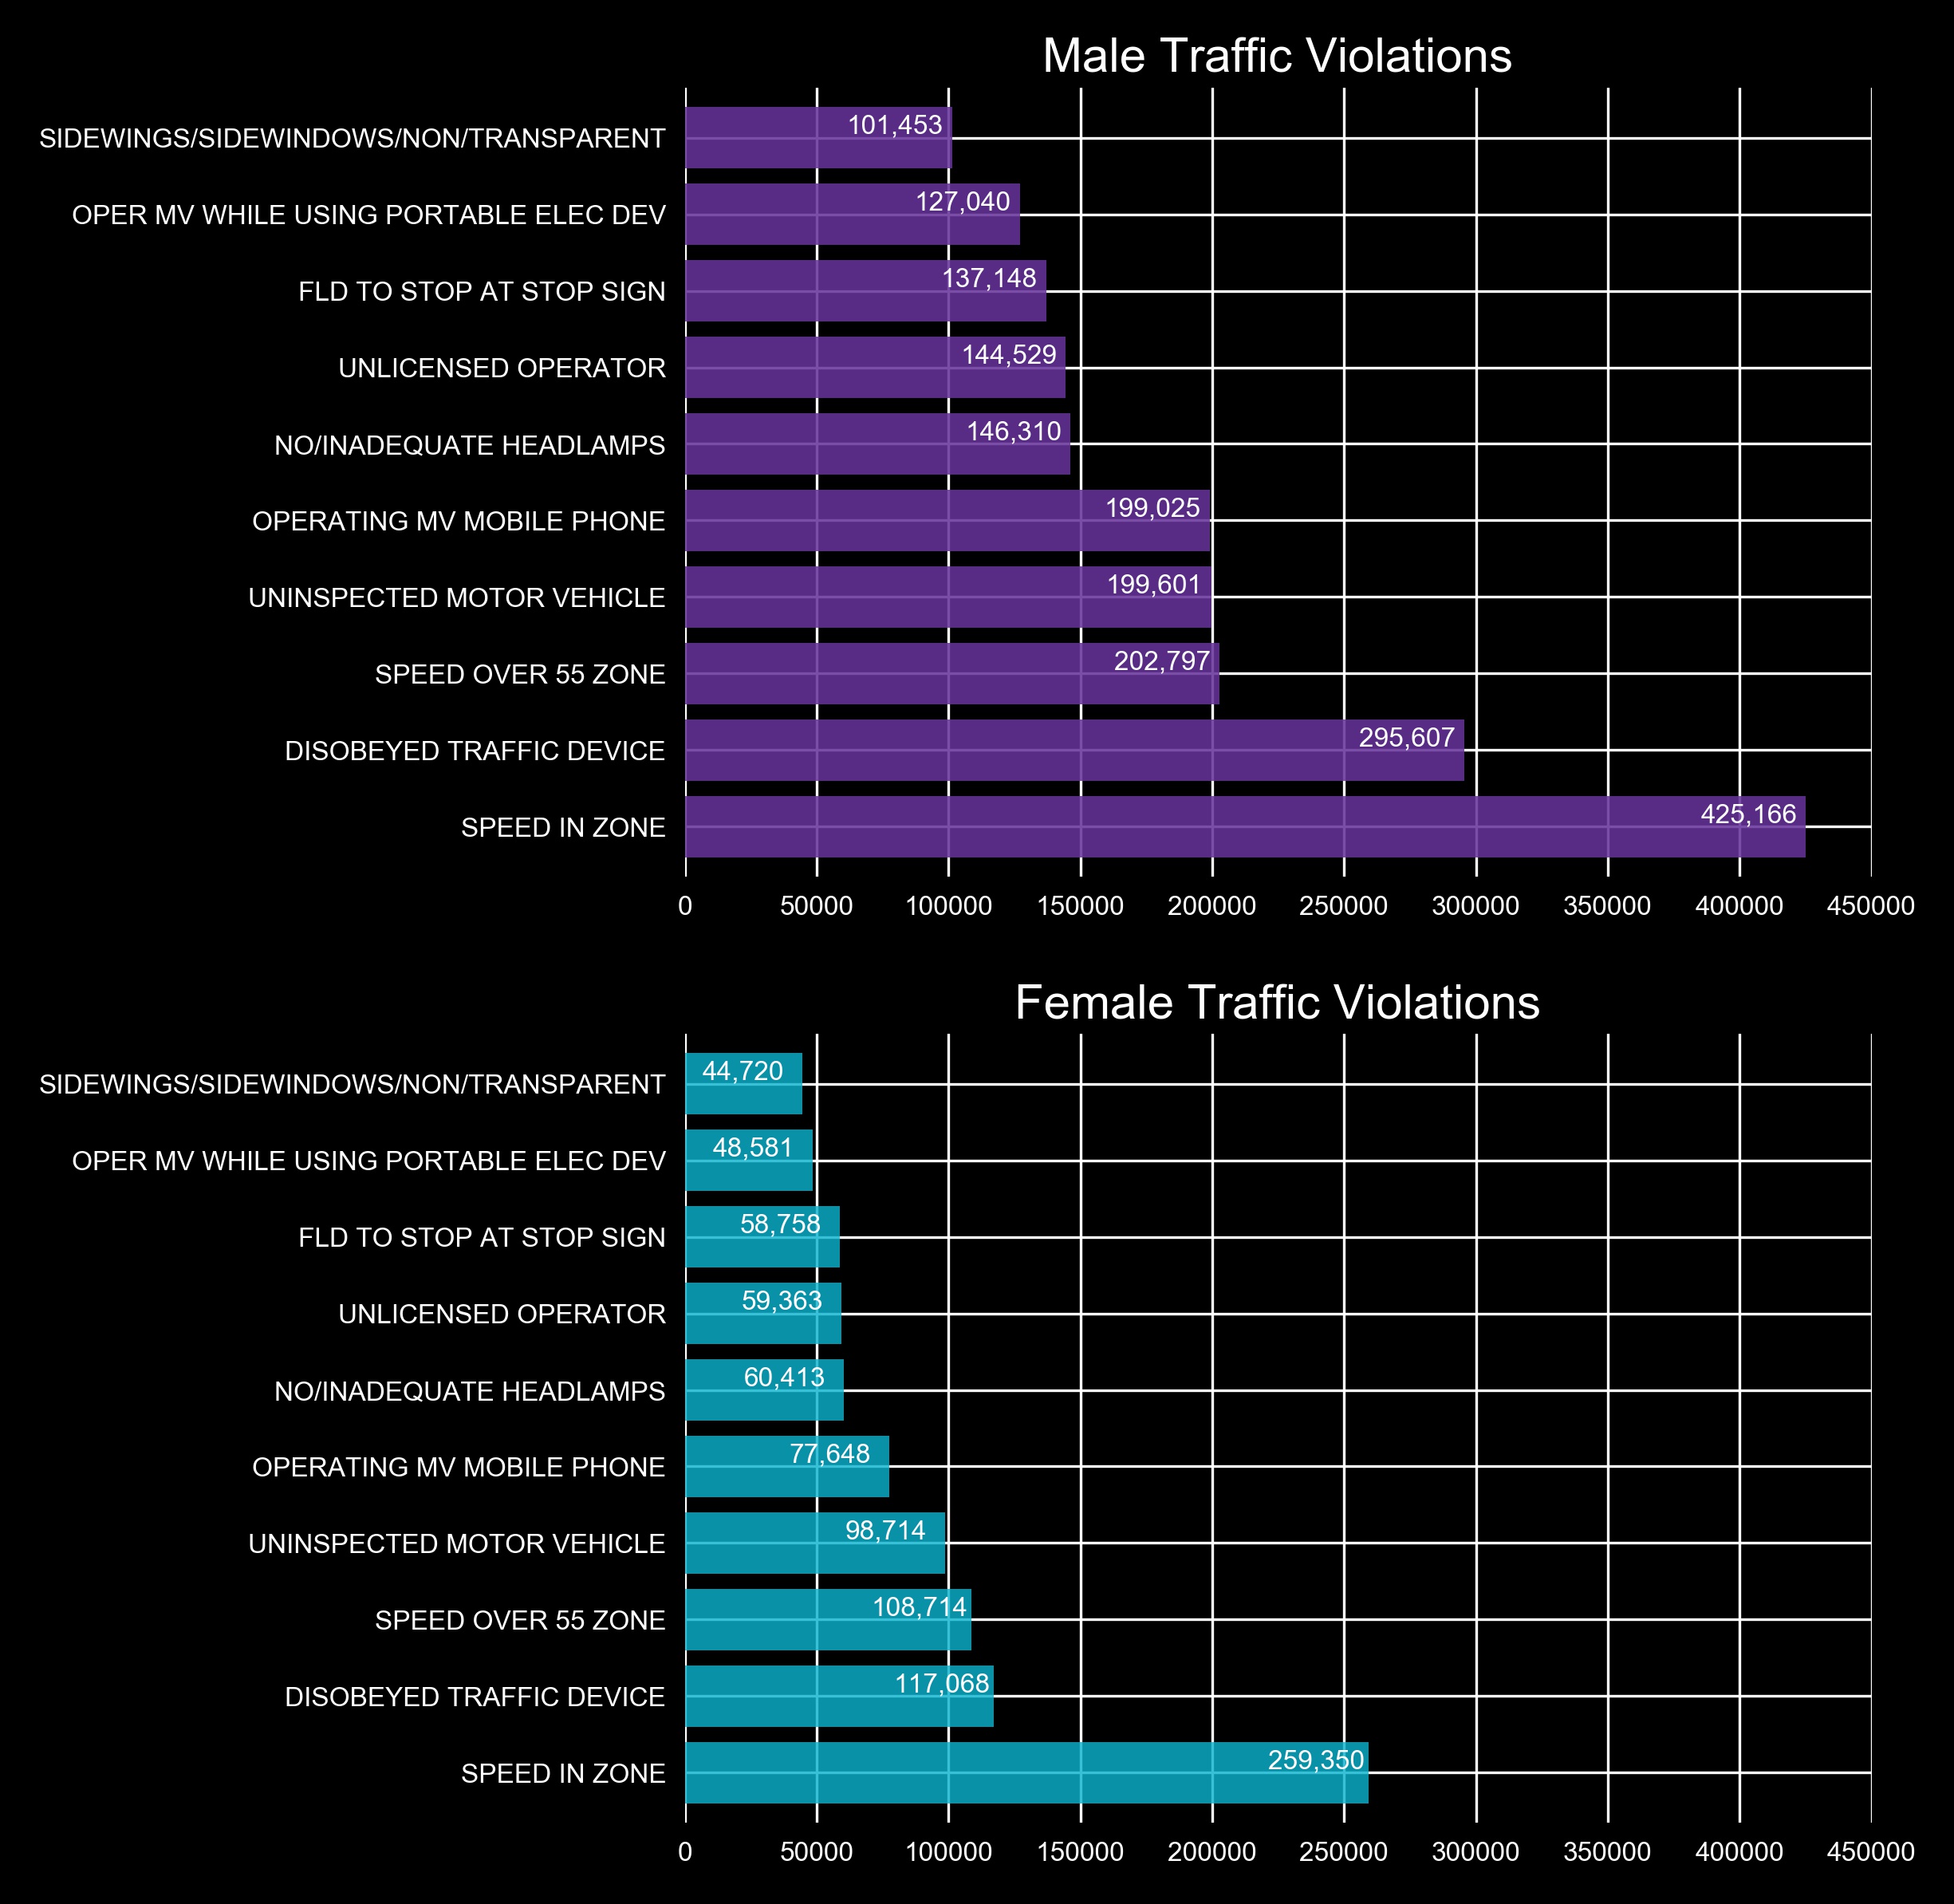 Male Traffic Violations
SIDEWINGS/SIDEWINDOWS/NON/TRANSPARENT 101,453
OPER MV WHILE USING PORTABLE ELEC DEV 127,040
FLD TO STOP AT STOP SIGN 137,148
UNLICENSED OPERATOR 144,529
NO/INADEQUATE HEADLAMPS 146,310
OPERATING MV MOBILE PHONE 199,025
UNINSPECTED MOTOR VEHICLE 199,601
SPEED OVER 55 ZONE 202,797
DISOBEYED TRAFFIC DEVICE 295,607
SPEED IN ZONE 425,166
0 50000 100000 150000 200000 250000 300000 350000 400000 450000
Female Traffic Violations
SIDEWINGS/SIDEWINDOWS/NON/TRANSPARENT 44,720
OPER MV WHILE USING PORTABLE ELEC DEV 48,581
FLD TO STOP AT STOP SIGN 58,758
UNLICENSED OPERATOR 59,363
NO/INADEQUATE HEADLAMPS 60,413
OPERATING MV MOBILE PHONE 77,648
UNINSPECTED MOTOR VEHICLE 98,714
SPEED OVER 55 ZONE 108,714
DISOBEYED TRAFFIC DEVICE 117,068
SPEED IN ZONE 259,350
0 50000 100000 150000 200000 250000 300000 350000 400000 450000